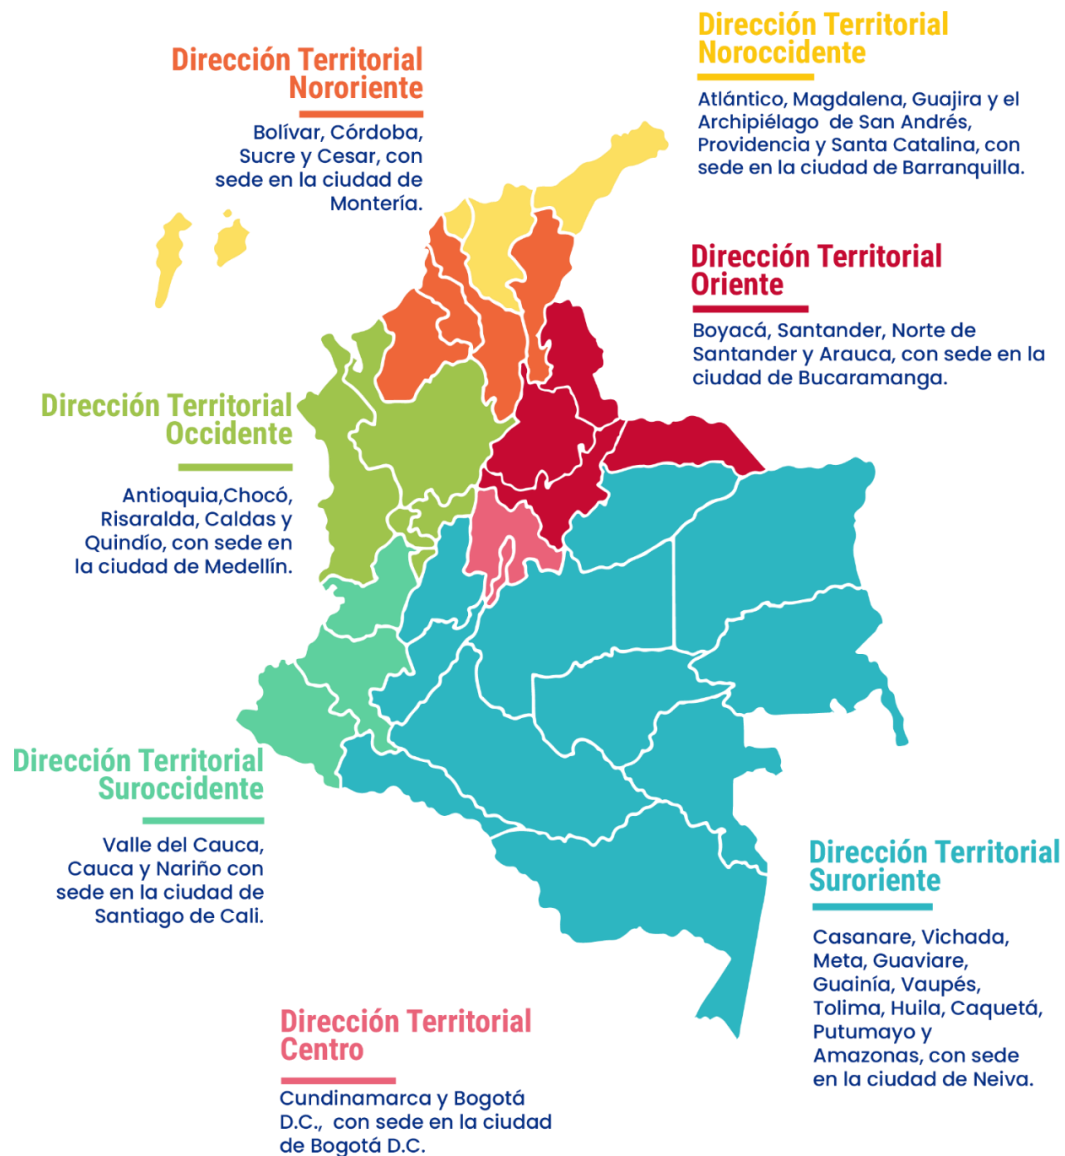 Dirección Territorial
Noroccidente
Atlántico, Magdalena, Guajira y el
Archipiélago de San Andrés,
Providencia y Santa Catalina, con
sede en la ciudad de Barranquilla.
Dirección Territorial
Nororiente
Bolívar, Córdoba,
Sucre y Cesar, con
sede en la ciudad de
Montería.
Dirección Territorial
Oriente
Boyacá, Santander, Norte de
Santander y Arauca, con sede en la
ciudad de Bucaramanga.
Dirección Territorial
Occidente
Antioquia,Chocó,
Risaralda, Caldas y
Quindío, con sede en
la ciudad de Medellín.
Dirección Territorial
Suroccidente
Valle del Cauca,
Cauca y Nariño con
sede en la ciudad de
Santiago de Cali.
Dirección Territorial
Suroriente
Casanare, Vichada,
Meta, Guaviare,
Guainía, Vaupés,
Tolima, Huila, Caquetá,
Putumayo y
Amazonas, con sede
en la ciudad de Neiva.
Dirección Territorial
Centro
Cundinamarca y Bogotá
D.C., con sede en la ciudad
de Bogotá D.C.